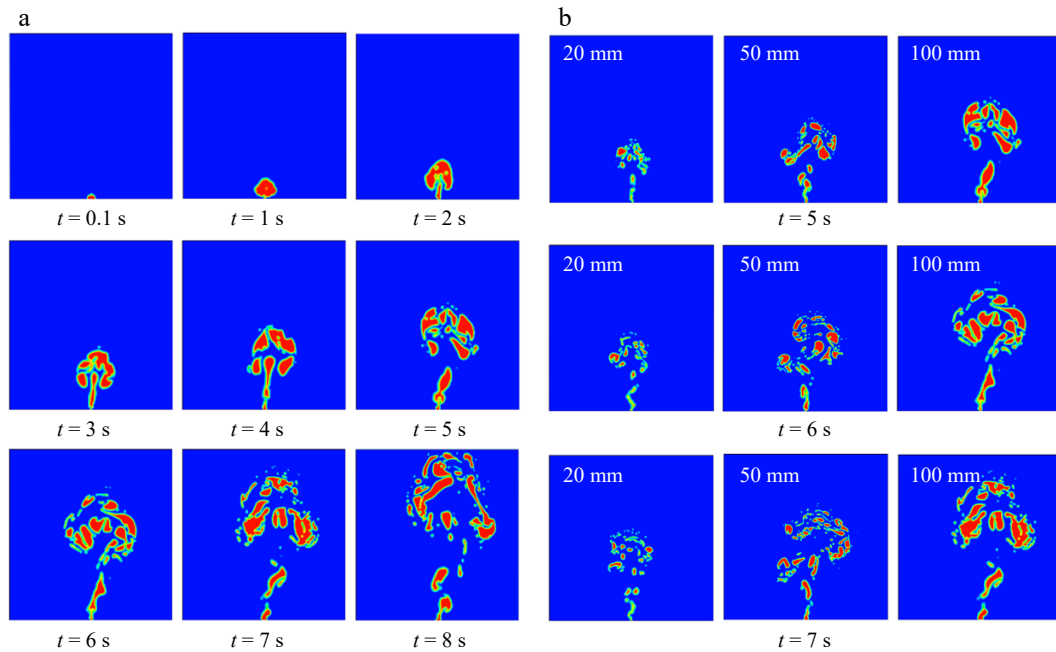 a
b
20 mm
50 mm
100 mm
t = 0.1 s
t = 1 s
t = 2 s
t = 5 s
20 mm
50 mm
100 mm
t = 3 s
t = 4 s
t = 5 s
t = 6 s
20 mm
50 mm
100 mm
t = 6 s
t = 7 s
t = 8 s
t = 7 s